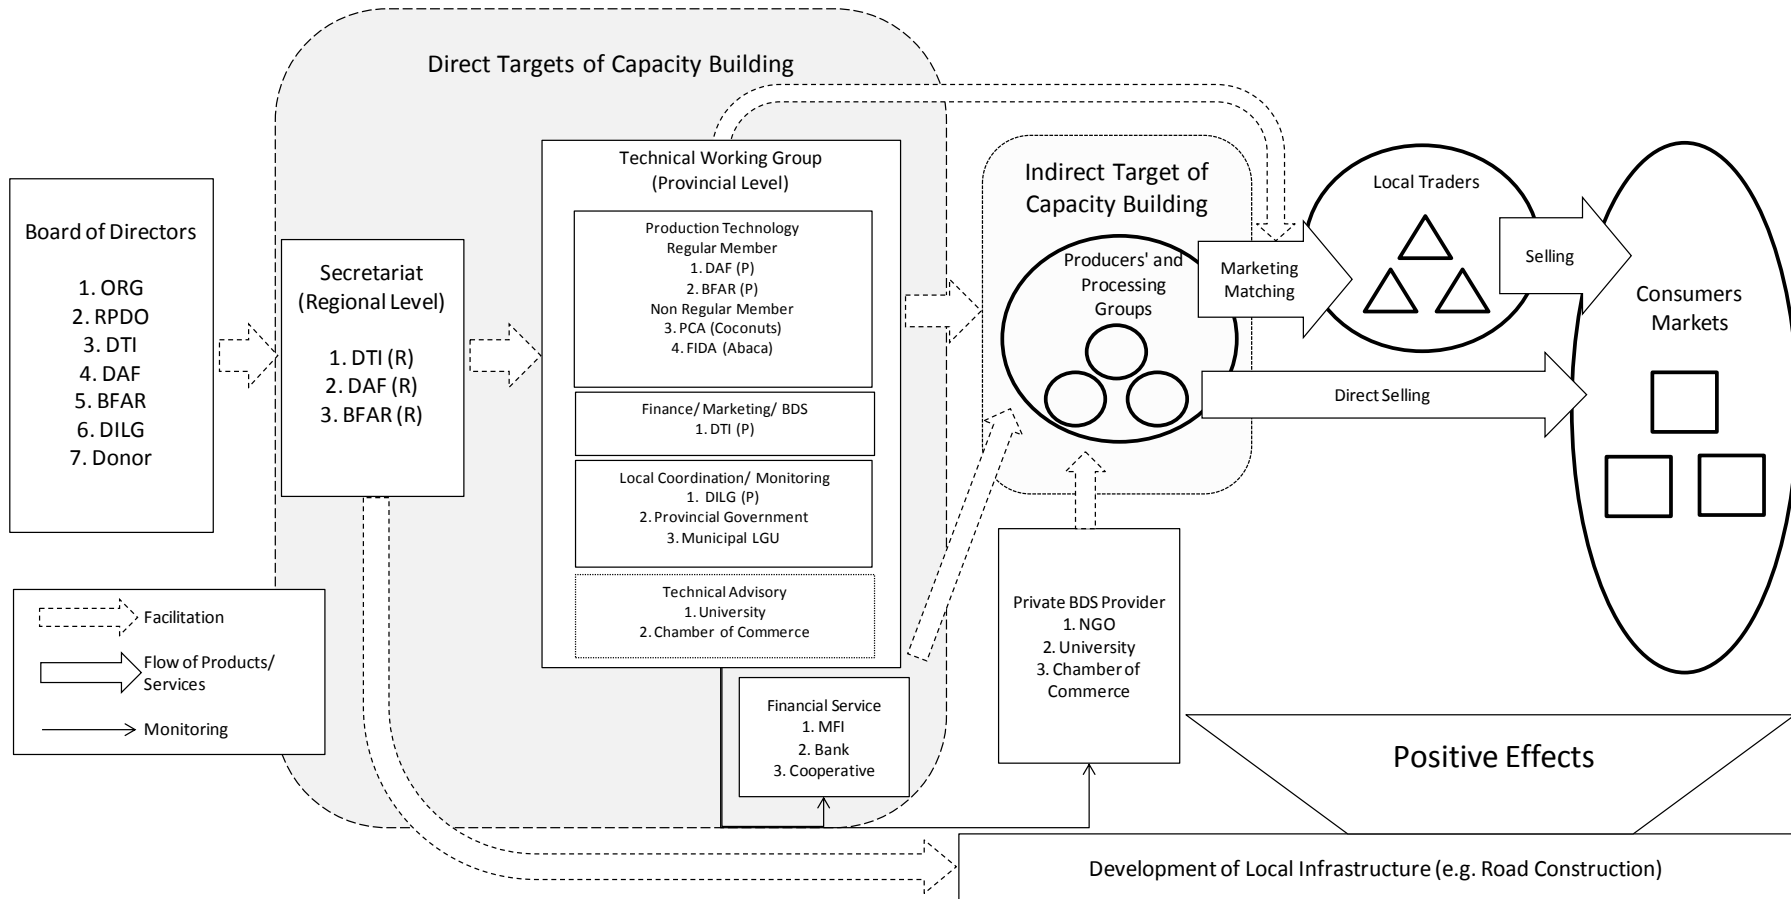 Direct Targets of Capacity Building
Board of Directors
1. ORG
2. RPDO
3. DTI
4. DAF
5. BFAR
6. DILG
7. Donor
Secretariat
(Regional Level)
1. DTI (R)
2. DAF (R)
3. BFAR (R)
Technical Working Group
(Provincial Level)
Production Technology
Regular Member
1. DAF (P)
2. BFAR (P)
Non Regular Member
3. PCA (Coconuts)
4. FIDA (Abaca)
Finance/ Marketing/ BDS
1. DTI (P)
Local Coordination/ Monitoring
1. DILG (P)
2. Provincial Government
3. Municipal LGU
Technical Advisory
1. University
2. Chamber of Commerce
Financial Service
1. MFI
2. Bank
3. Cooperative
Indirect Target of
Capacity Building
Producers' and
Processing
Groups
Marketing
Matching
Local Traders
Selling
Direct Selling
Consumers
Markets
Private BDS Provider
1. NGO
2. University
3. Chamber of
Commerce
Facilitation
Flow of Products/
Services
Monitoring
Positive Effects
Development of Local Infrastructure (e.g. Road Construction)